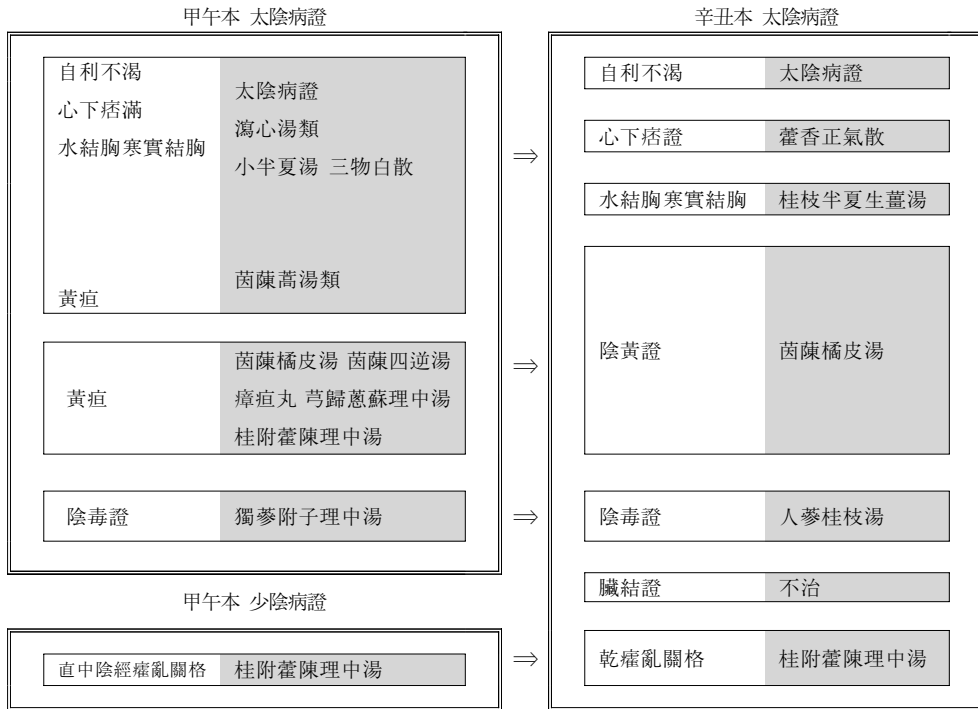 甲午本 太陰病證
自利不渴
心下痞滿
水結胸寒實結胸
黃疸
太陰病證
瀉心湯類
小半夏湯 三物白散
茵蔯蒿湯類
黃疸
茵蔯橘皮湯 茵蔯四逆湯
瘴疸丸 芎歸蔥蘇理中湯
桂附藿陳理中湯
陰毒證
獨蔘附子理中湯
甲午本 少陰病證
直中陰經癨亂關格
桂附藿陳理中湯
⇒
⇒
⇒
⇒
辛丑本 太陰病證
自利不渴
太陰病證
心下痞證
藿香正氣散
水結胸寒實結胸
桂枝半夏生薑湯
陰黃證
茵蔯橘皮湯
陰毒證
人蔘桂枝湯
臟結證
不治
乾癨亂關格
桂附藿陳理中湯